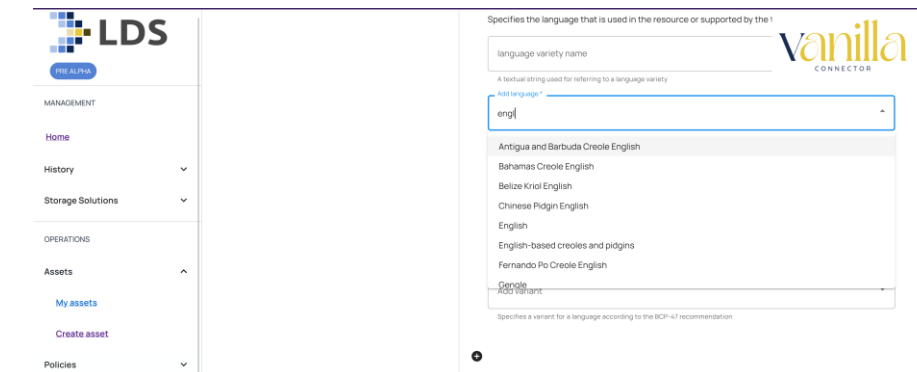 LDS
PRE ALPHA
MANAGEMENT
Home
History
Storage Solutions
OPERATIONS
Assets
My assets
Create asset
Policies
Specifies the language that is used in the resource or supported by the
language variety name
A textual string used for referring to a language variety
Add language *
engl
Antigua and Barbuda Creole English
Bahamas Creole English
Belize Kriol English
Chinese Pidgin English
English
English-based creoles and pidgins
Fernando Po Creole English
Gengle
Add variant
Specifies a variant for a language according to the BCP-47 recommendation
Vanilla
CONNECTOR